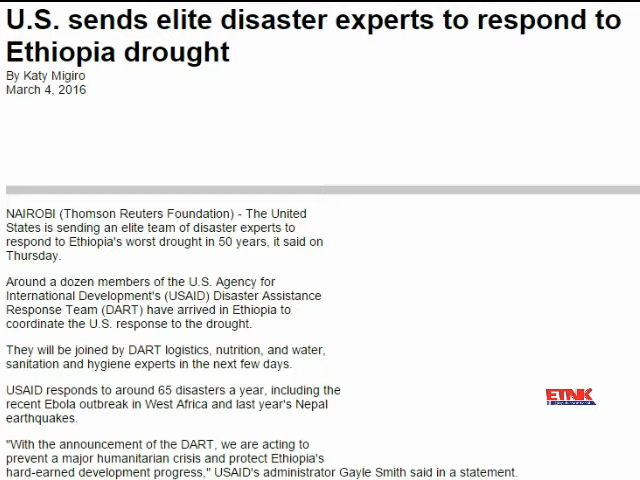 U.S. sends elite disaster experts to respond to
Ethiopia drought
By Katy Migiro
March 4, 2016
NAIROBI (Thomson Reuters Foundation) - The United
States is sending an elite team of disaster experts to
respond to Ethiopia's worst drought in 50 years, it said on
Thursday.
Around a dozen members of the U.S. Agency for
International Development's (USAID) Disaster Assistance
Response Team (DART) have arrived in Ethiopia to
coordinate the U.S. response to the drought.
They will be joined by DART logistics, nutrition, and water,
sanitation and hygiene experts in the next few days.
USAID responds to around 65 disasters a year, including the
recent Ebola outbreak in West Africa and last year's Nepal
earthquakes.
"With the announcement of the DART, we are acting to
prevent a major humanitarian crisis and protect Ethiopia's
hard-earned development progress," USAID's administrator Gayle Smith said in a statement.
ETNK